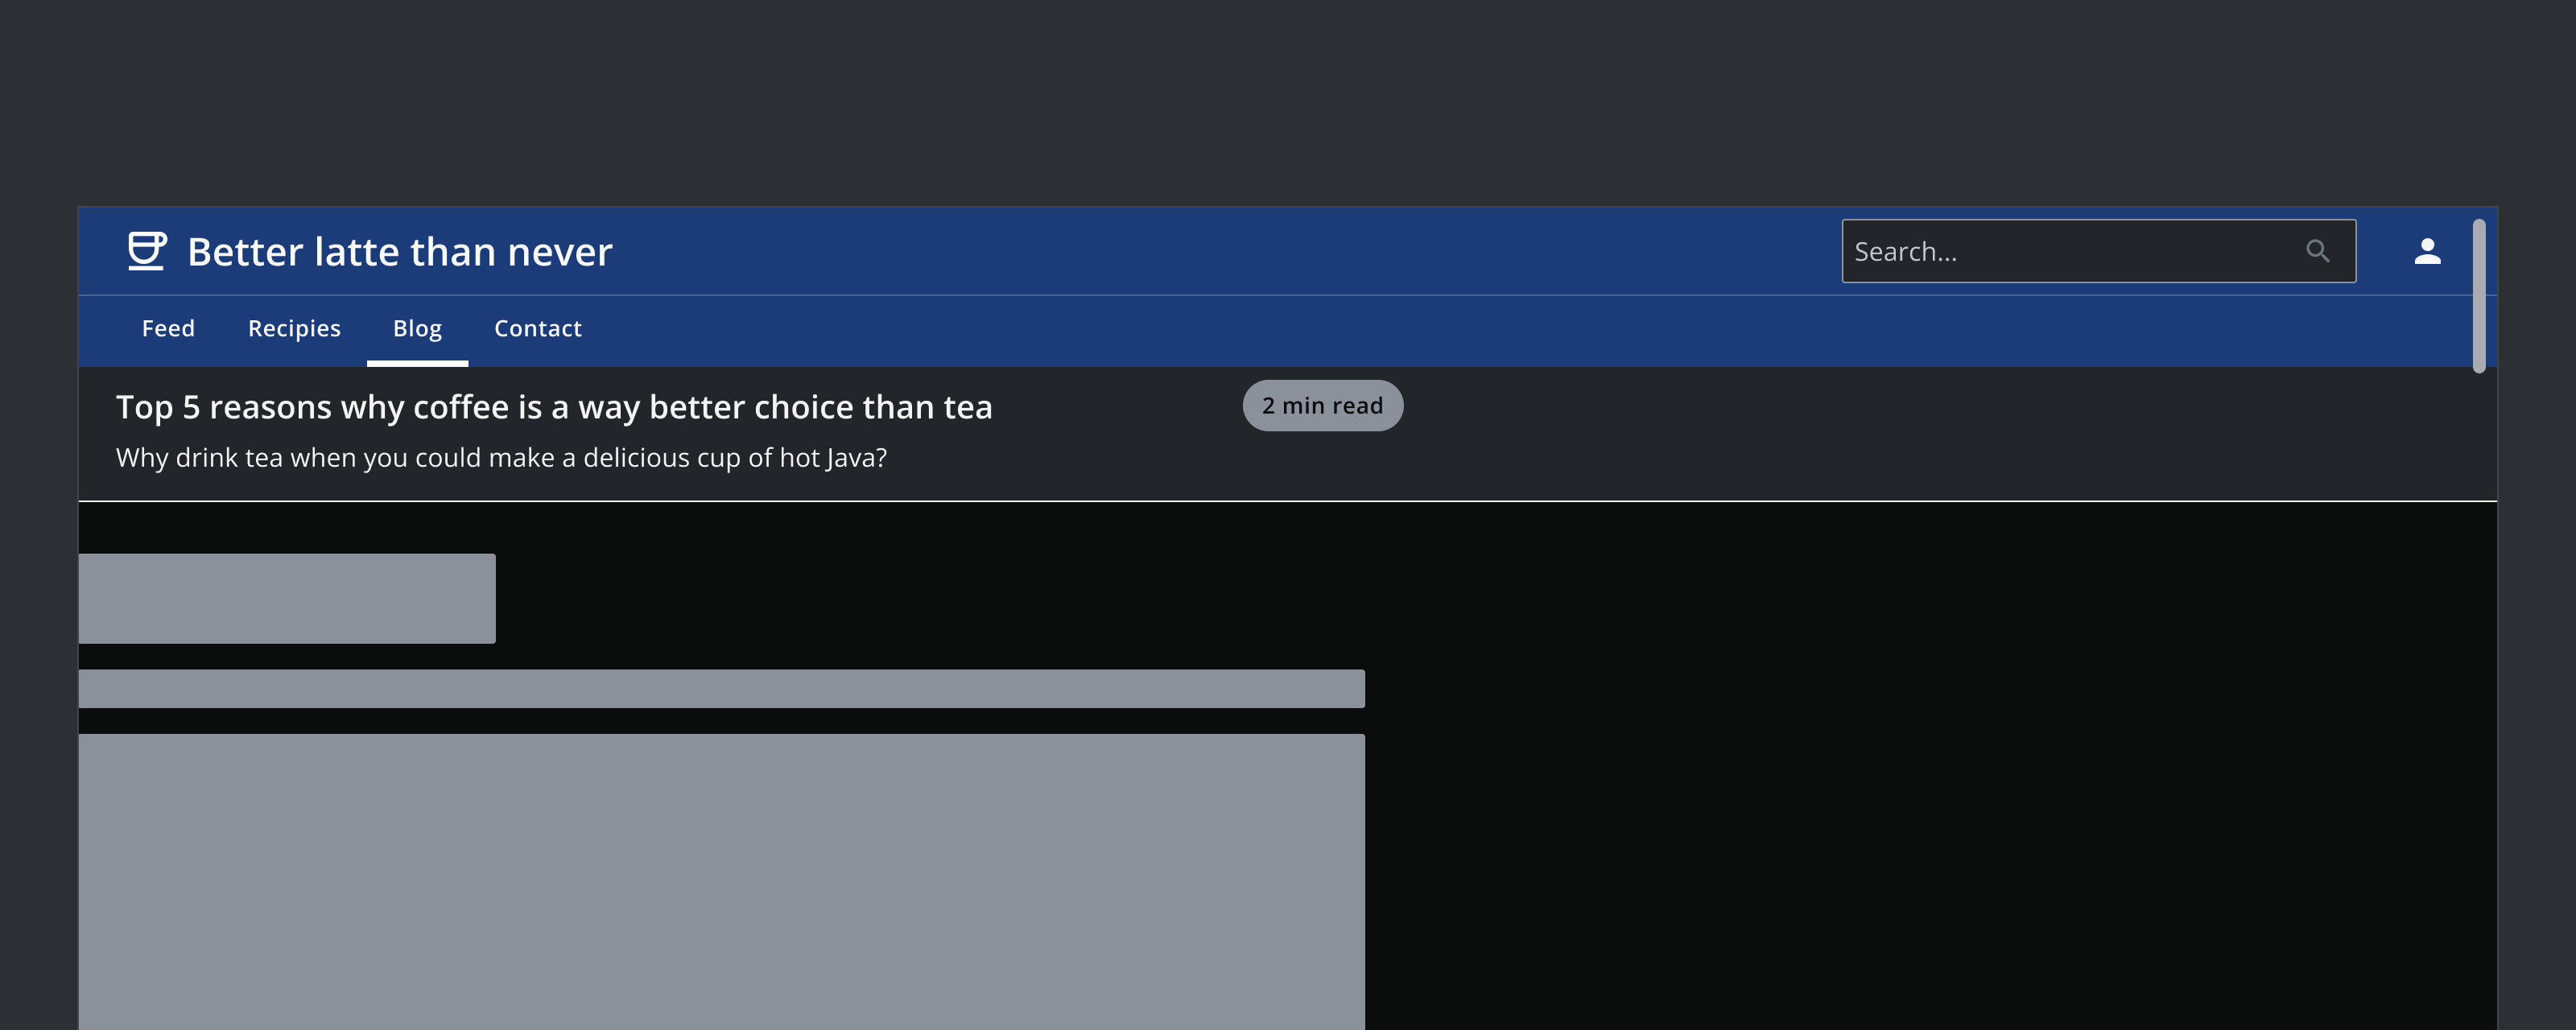 Better latte than never
Search...
Feed Recipies Blog Contact
Top 5 reasons why coffee is a way better choice than tea
2 min read
Why drink tea when you could make a delicious cup of hot Java?